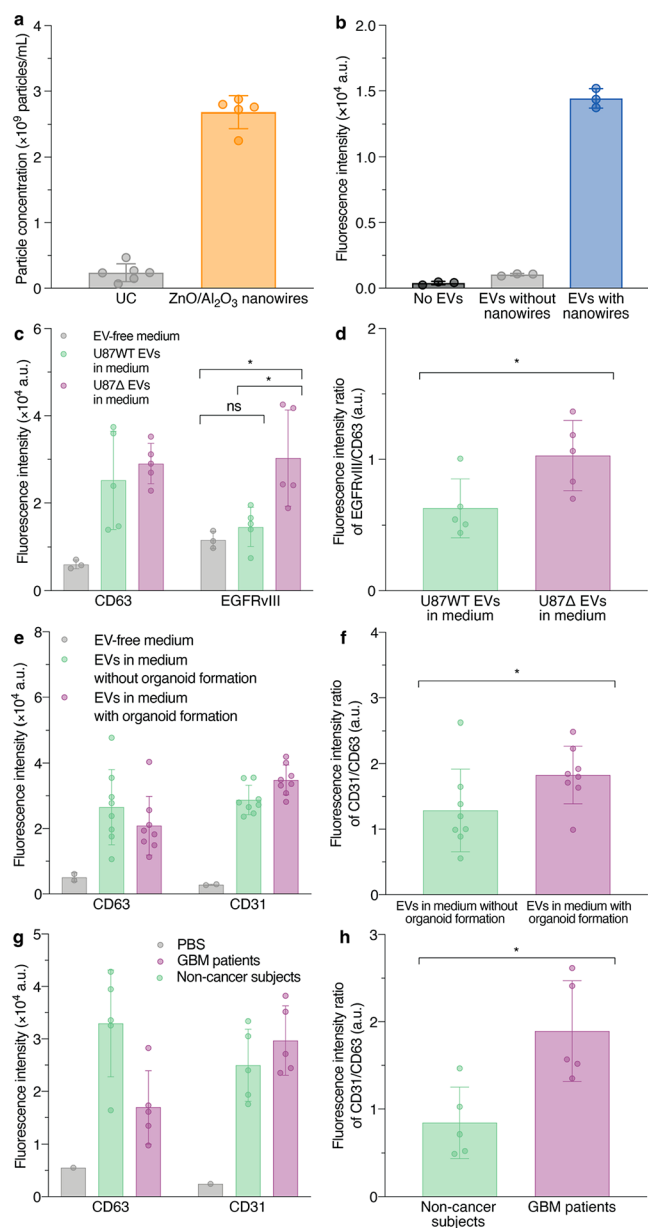 a
Particle concentration (×10⁹ particles/mL)
4
3
2
1
0
UC
ZnO/Al₂O₃ nanowires
b
Fluorescence intensity (×10⁴ a.u.)
2.0
1.5
1.0
0.5
0.0
No EVs
EVs without
nanowires
EVs with
nanowires
c
EV-free medium
U87WT EVs
in medium
U87Δ EVs
in medium
Fluorescence intensity (×10⁴ a.u.)
6
4
2
0
*
*
ns
CD63
EGFRvIII
d
Fluorescence intensity ratio
of EGFRvIII/CD63 (a.u.)
2
1
0
*
U87WT EVs
in medium
U87Δ EVs
in medium
e
EV-free medium
EVs in medium
without organoid formation
EVs in medium
with organoid formation
Fluorescence intensity (×10⁴ a.u.)
8
6
4
2
0
CD63
CD31
f
Fluorescence intensity ratio
of CD31/CD63 (a.u.)
4
3
2
1
0
*
EVs in medium without
organoid formation
EVs in medium with
organoid formation
g
PBS
GBM patients
Non-cancer subjects
Fluorescence intensity (×10⁴ a.u.)
5
4
3
2
1
0
CD63
CD31
h
Fluorescence intensity ratio
of CD31/CD63 (a.u.)
3
2
1
0
*
Non-cancer
subjects
GBM patients